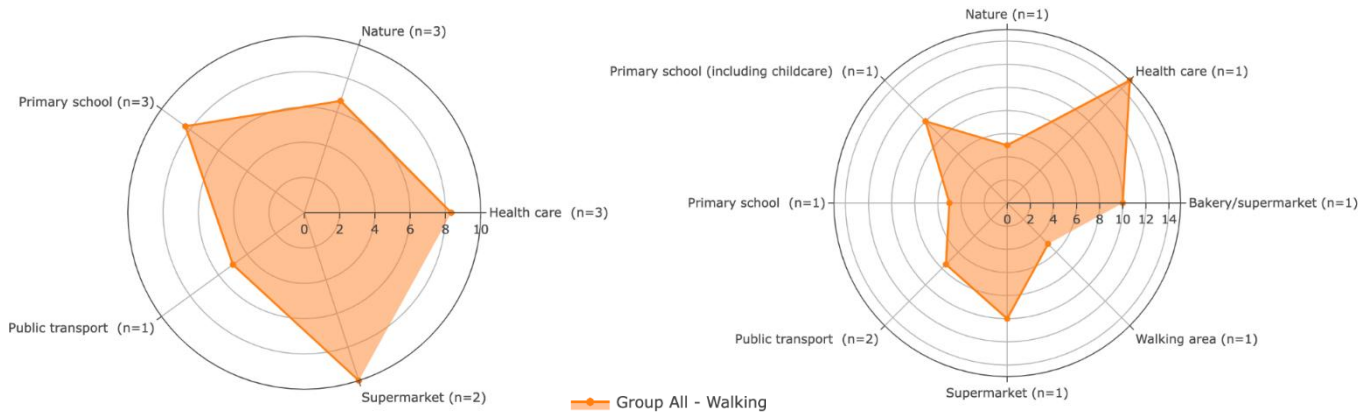 Nature (n=3)
Primary school (n=3)
Health care (n=3)
0 2 4 6 8 10
Public transport (n=1)
Supermarket (n=2)
Nature (n=1)
Primary school (including childcare) (n=1)
Health care (n=1)
Primary school (n=1)
Bakery/supermarket (n=1)
0 2 4 6 8 10 12 14
Public transport (n=2)
Walking area (n=1)
Supermarket (n=1)
Group All - Walking